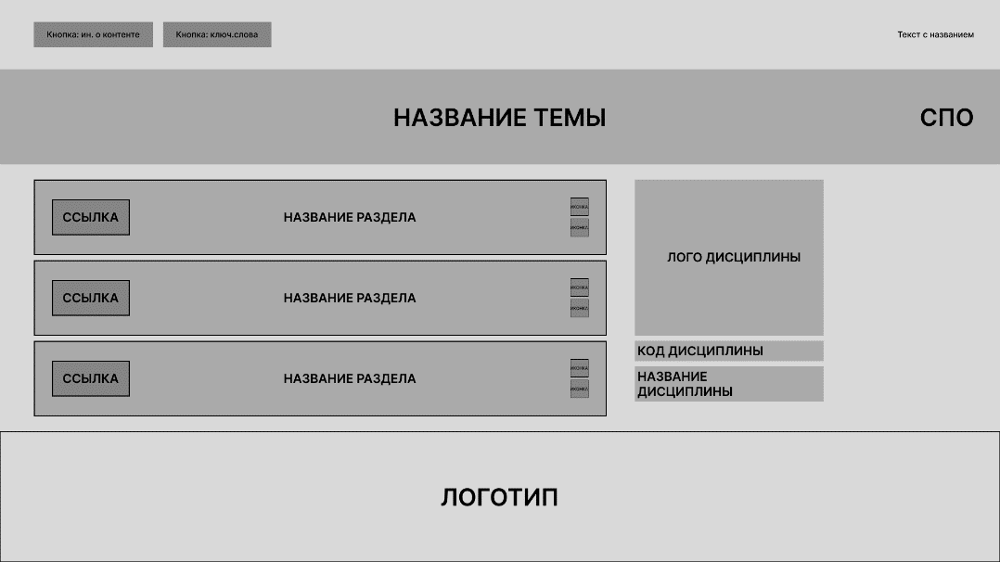 Кнопка: ин. о контенте
Кнопка: ключ.слова
Текст с названием
НАЗВАНИЕ ТЕМЫ
СПО
ССЫЛКА
НАЗВАНИЕ РАЗДЕЛА
ИКОНКА
ИКОНКА
ССЫЛКА
НАЗВАНИЕ РАЗДЕЛА
ИКОНКА
ИКОНКА
ССЫЛКА
НАЗВАНИЕ РАЗДЕЛА
ИКОНКА
ИКОНКА
ЛОГО ДИСЦИПЛИНЫ
КОД ДИСЦИПЛИНЫ
НАЗВАНИЕ
ДИСЦИПЛИНЫ
ЛОГОТИП